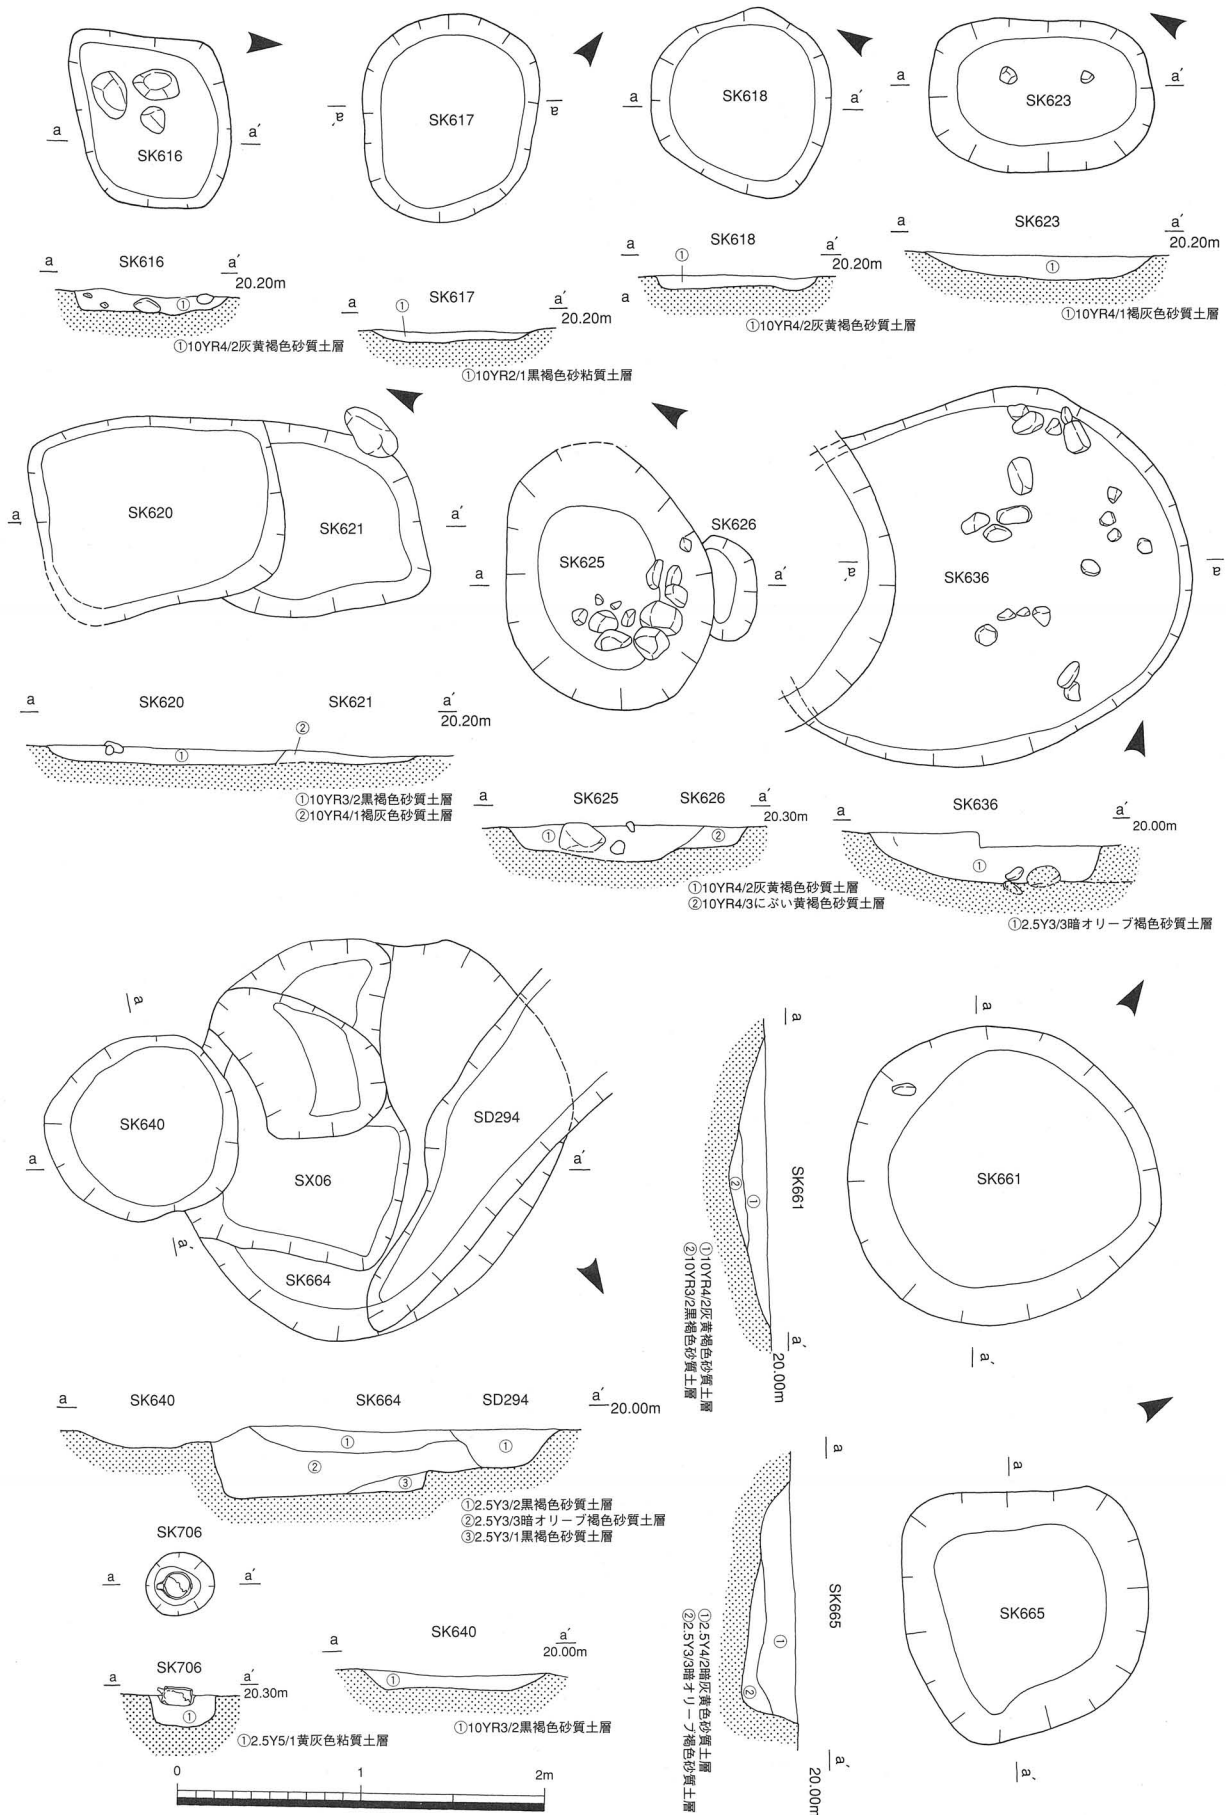 a
a′
SK616
a′
a
SK617
a
a′
SK618
a
a′
SK623
SK616
a
a′
20.20m
①
①10YR4/2灰黄褐色砂質土層
SK617
a
①
a′
20.20m
①10YR2/1黒褐色砂粘質土層
SK618
a
①
a′
20.20m
a
①10YR4/2灰黄褐色砂質土層
SK623
a
a′
20.20m
①
①10YR4/1褐灰色砂質土層
a
SK620
SK621
a′
a
SK625
SK626
a′
a′
SK636
a
a
SK620
SK621
a′
20.20m
①
②
①10YR3/2黒褐色砂質土層
②10YR4/1褐灰色砂質土層
a
SK625
SK626
a′
20.30m
①
②
①10YR4/2灰黄褐色砂質土層
②10YR4/3にぶい黄褐色砂質土層
a
SK636
a′
20.00m
①
①2.5Y3/3暗オリーブ褐色砂質土層
a
SK640
a
SX06
SD294
a′
a′
SK664
a
SK661
②
①
a′
20.00m
①10YR4/2灰黄褐色砂質土層
②10YR3/2黒褐色砂質土層
a
SK661
a′
a
SK640
SK664
SD294
a′
20.00m
①
①
②
③
①2.5Y3/2黒褐色砂質土層
②2.5Y3/3暗オリーブ褐色砂質土層
③2.5Y3/1黒褐色砂質土層
SK706
a
a′
SK706
a
a′
20.30m
①
①2.5Y5/1黄灰色粘質土層
SK640
a
a′
20.00m
①
①10YR3/2黒褐色砂質土層
a
SK665
①
②
a′
20.00m
①2.5Y4/2暗灰黄色砂質土層
②2.5Y3/3暗オリーブ褐色砂質土層
a
SK665
a′
0
1
2m